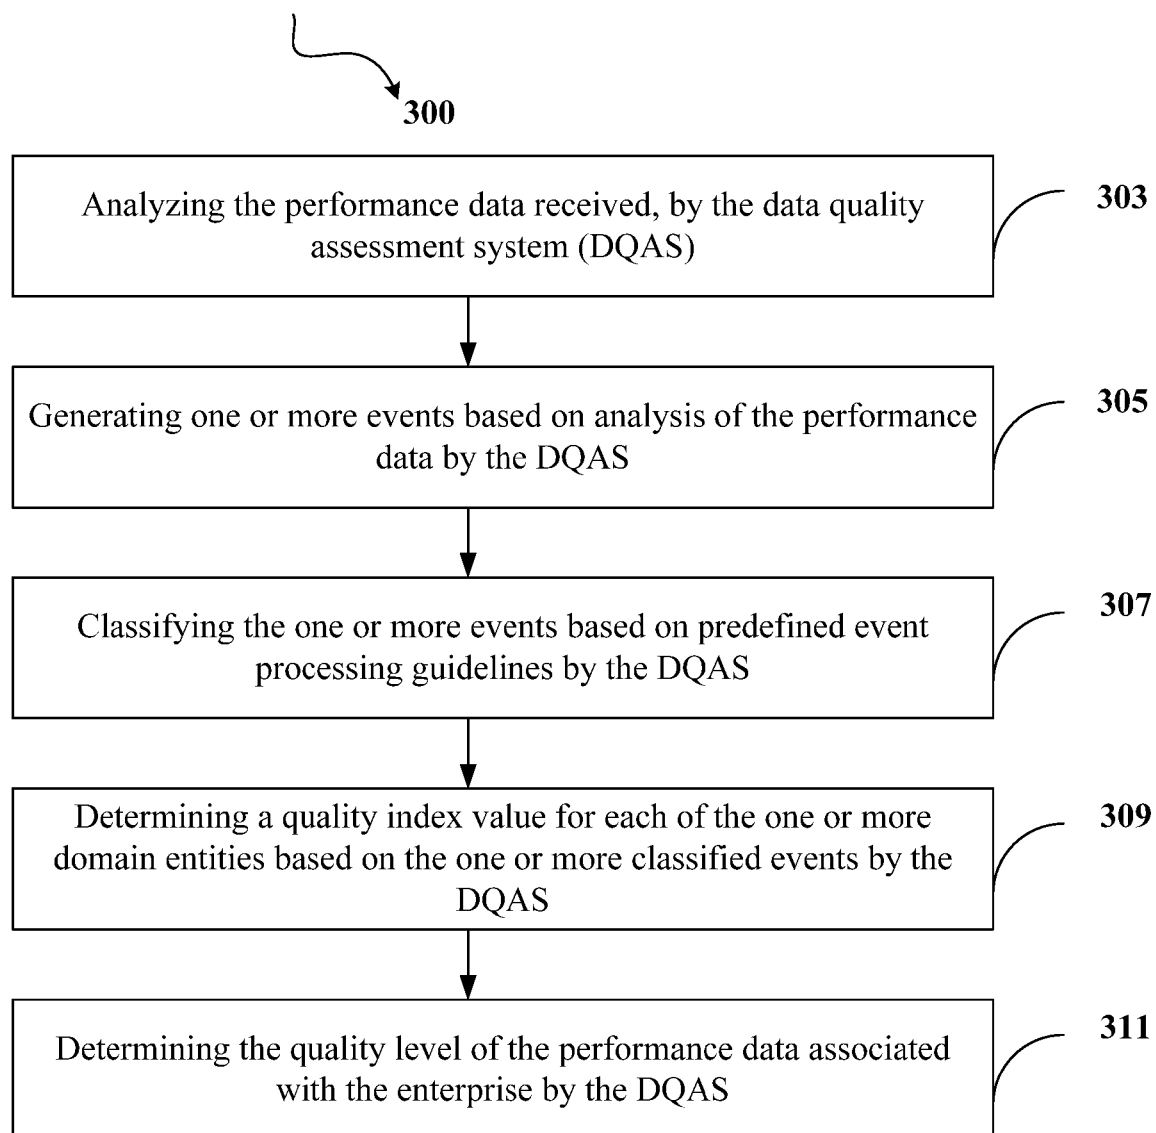 300
Analyzing the performance data received, by the data quality
assessment system (DQAS)
303
Generating one or more events based on analysis of the performance
data by the DQAS
305
Classifying the one or more events based on predefined event
processing guidelines by the DQAS
307
Determining a quality index value for each of the one or more
domain entities based on the one or more classified events by the
DQAS
309
Determining the quality level of the performance data associated
with the enterprise by the DQAS
311